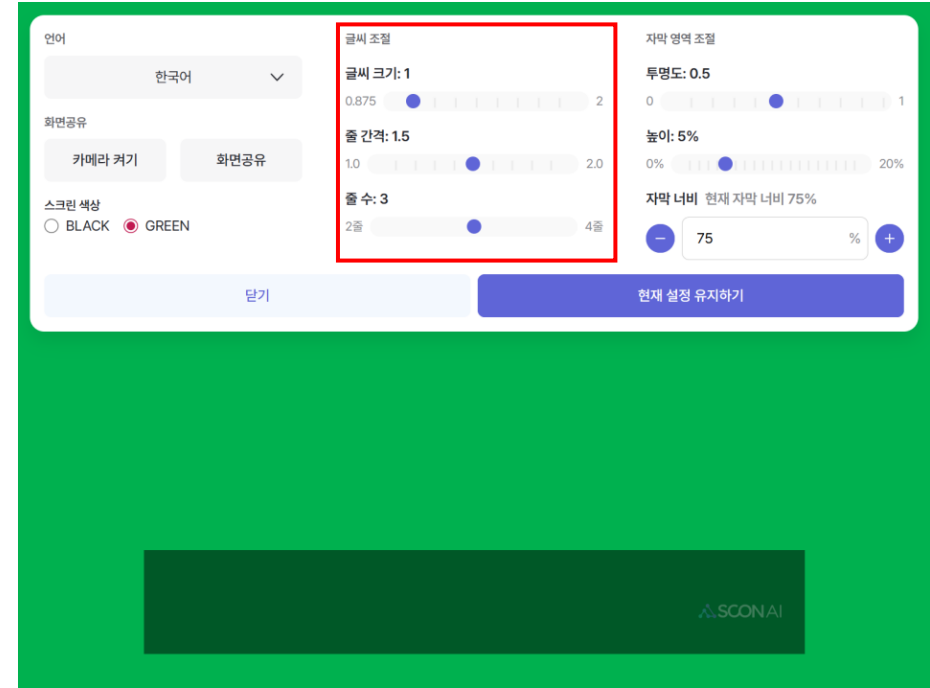 언어
한국어
화면공유
카메라 켜기
화면공유
스크린 색상
BLACK GREEN
글씨 조절
글씨 크기: 1
0.875 2
줄 간격: 1.5
1.0 2.0
줄 수: 3
2줄 4줄
자막 영역 조절
투명도: 0.5
0 1
높이: 5%
0% 20%
자막 너비 현재 자막 너비 75%
− 75 % +
닫기
현재 설정 유지하기
SCONAI